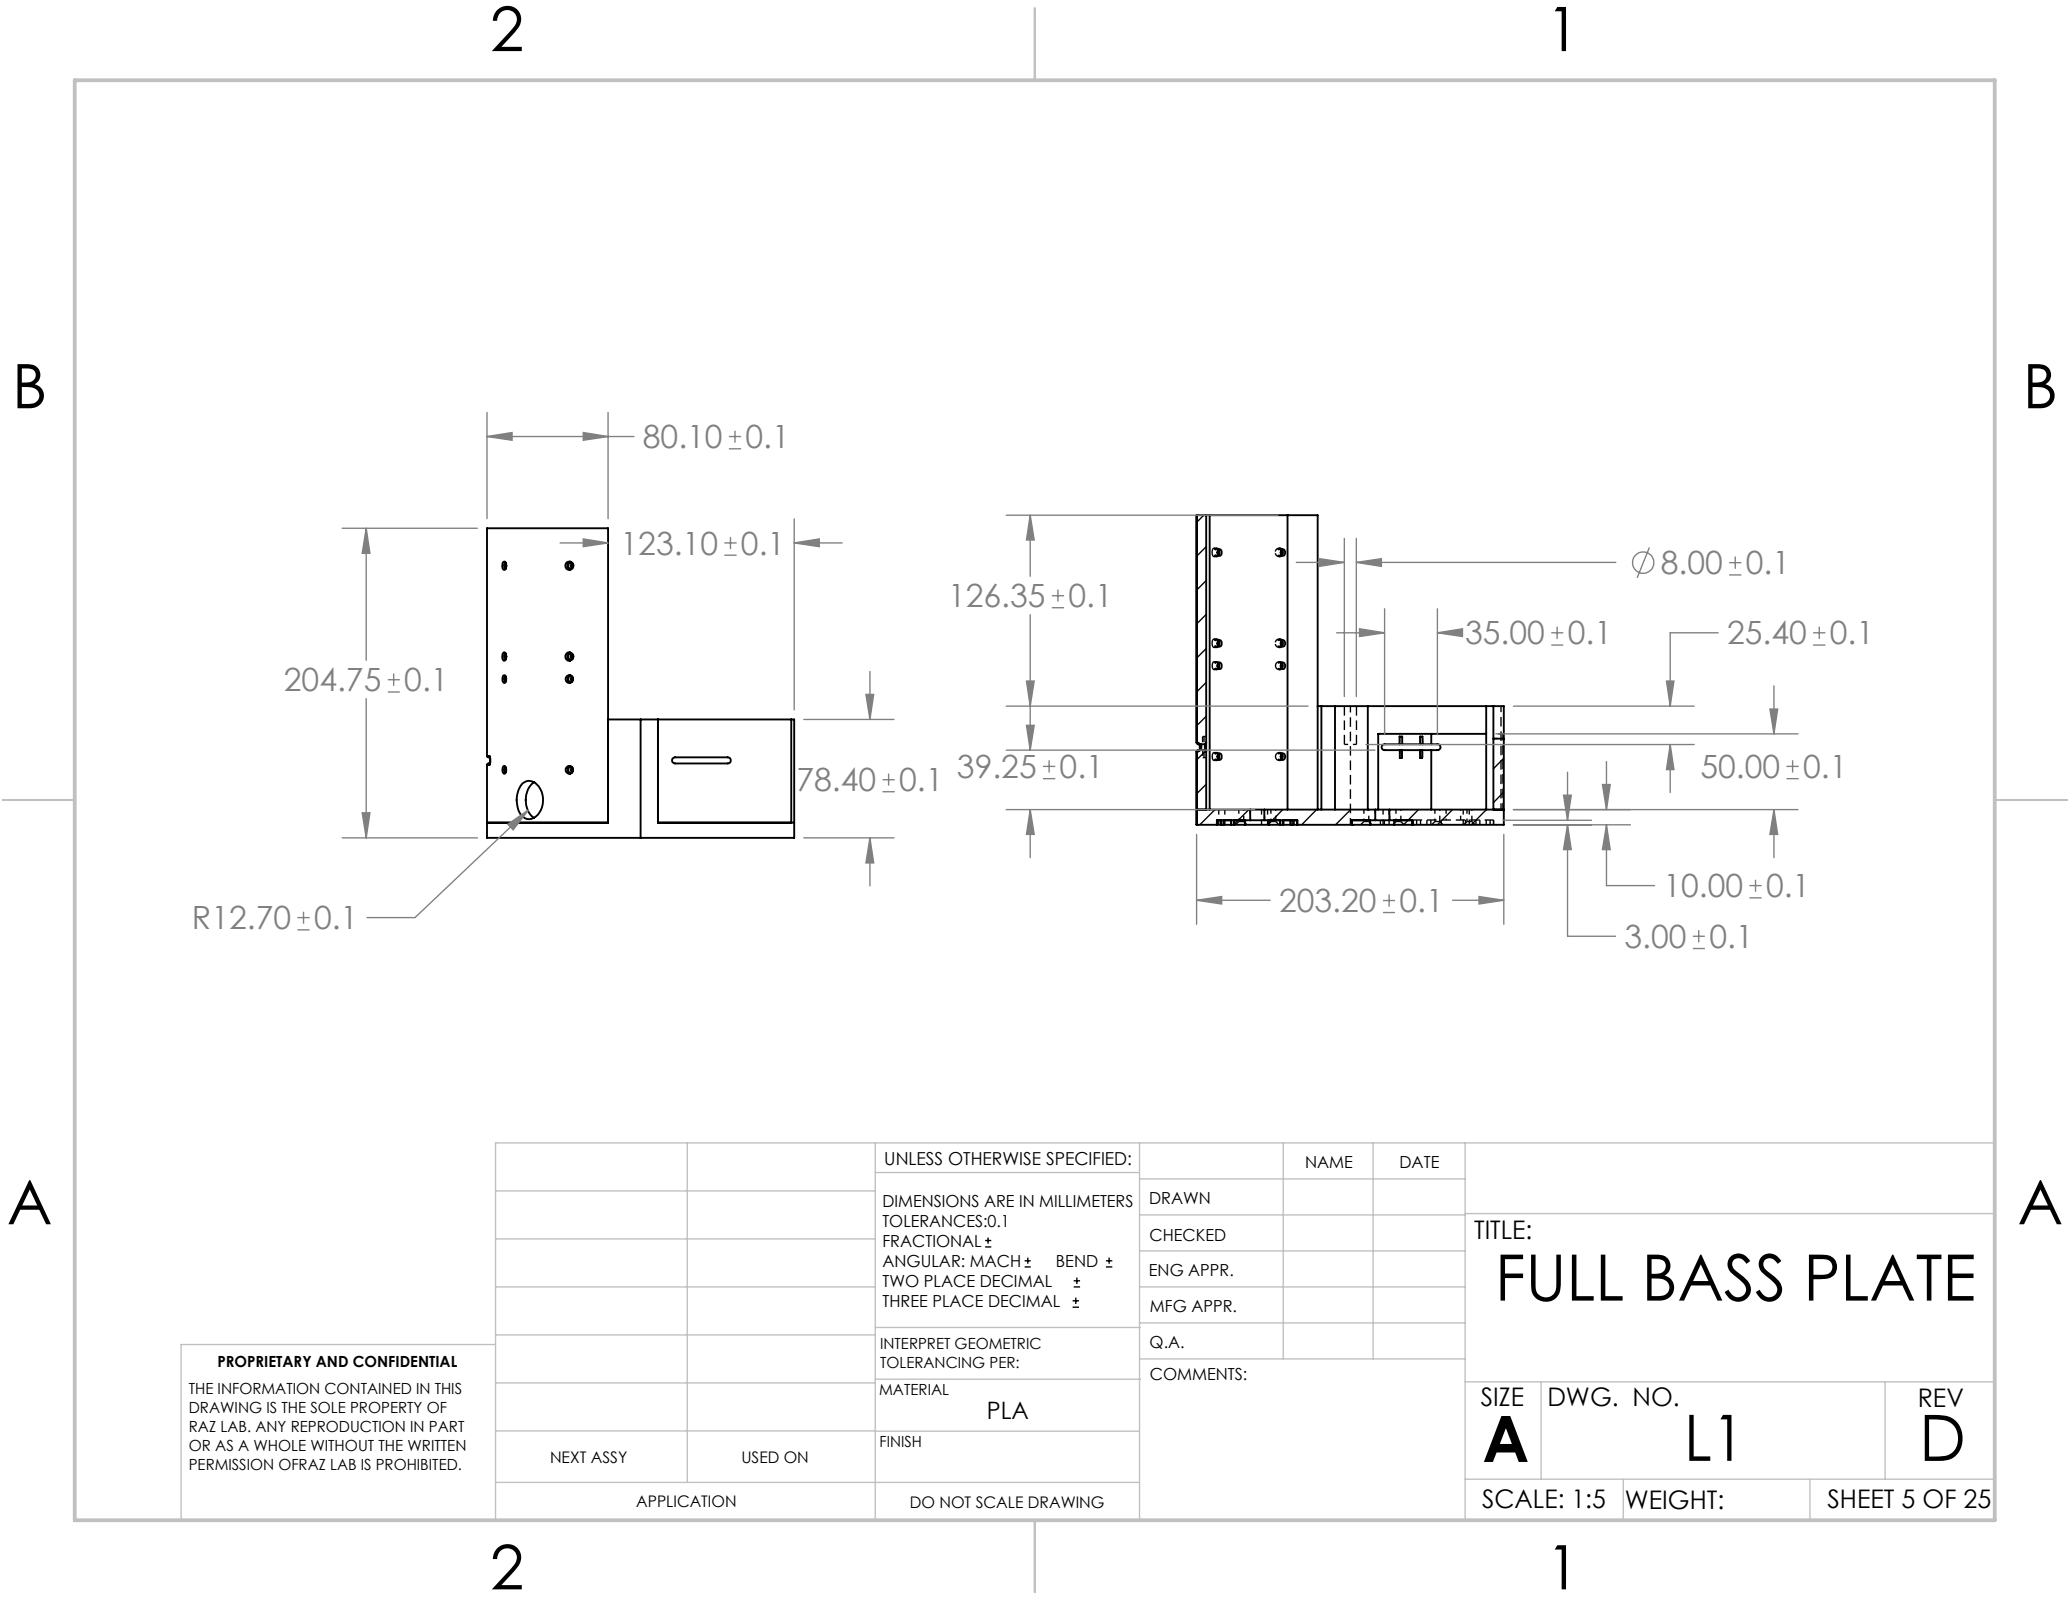 2
1
B
B
80.10±0.1
123.10±0.1
204.75±0.1
78.40±0.1
R12.70±0.1
126.35±0.1
Ø8.00±0.1
35.00±0.1
25.40±0.1
39.25±0.1
50.00±0.1
203.20±0.1
10.00±0.1
3.00±0.1
A
A
PROPRIETARY AND CONFIDENTIAL
THE INFORMATION CONTAINED IN THIS
DRAWING IS THE SOLE PROPERTY OF
RAZ LAB. ANY REPRODUCTION IN PART
OR AS A WHOLE WITHOUT THE WRITTEN
PERMISSION OFRAZ LAB IS PROHIBITED.
NEXT ASSY
USED ON
APPLICATION
UNLESS OTHERWISE SPECIFIED:
DIMENSIONS ARE IN MILLIMETERS
TOLERANCES:0.1
FRACTIONAL ±
ANGULAR: MACH ± BEND ±
TWO PLACE DECIMAL ±
THREE PLACE DECIMAL ±
INTERPRET GEOMETRIC
TOLERANCING PER:
MATERIAL
PLA
FINISH
DO NOT SCALE DRAWING
NAME
DATE
DRAWN
CHECKED
ENG APPR.
MFG APPR.
Q.A.
COMMENTS:
TITLE:
FULL BASS PLATE
SIZE
A
DWG. NO.
L1
REV
D
SCALE: 1:5
WEIGHT:
SHEET 5 OF 25
2
1